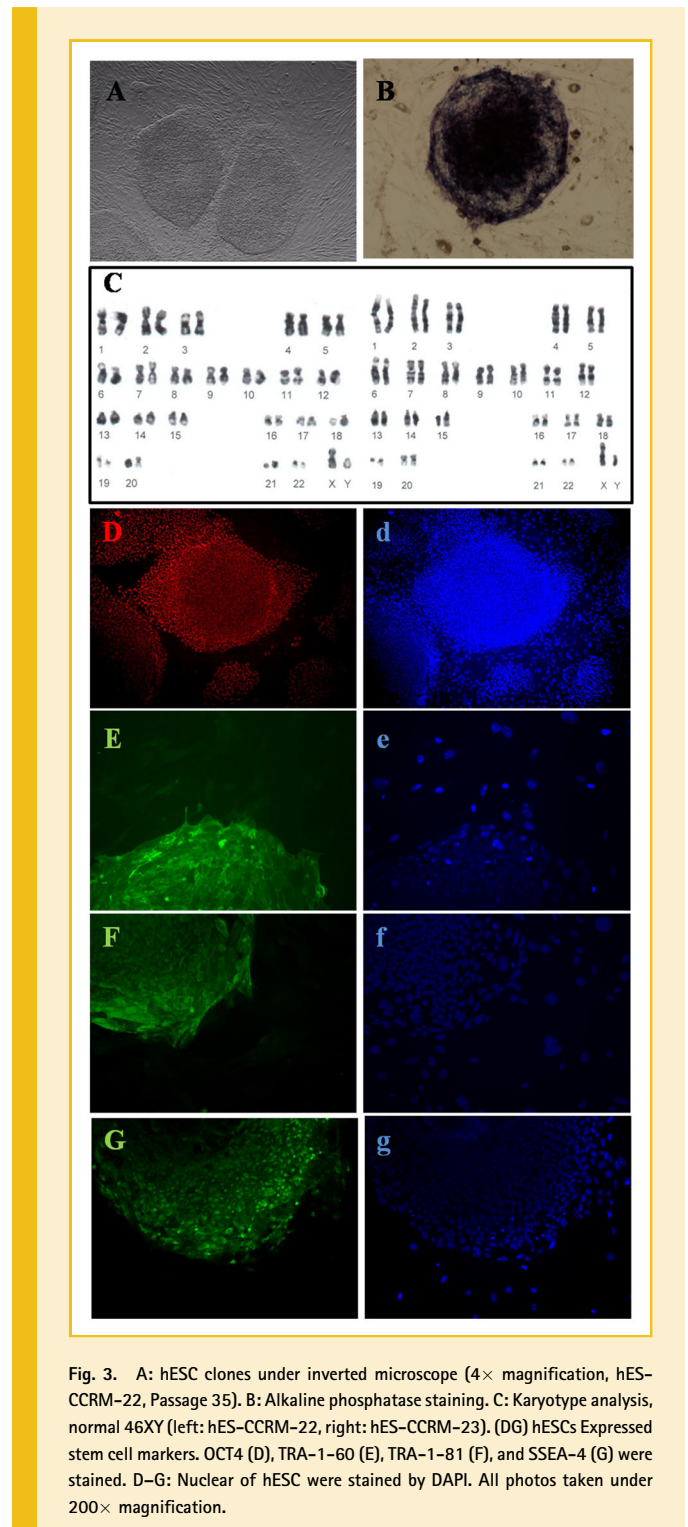 A
B
C
1 2 3 4 5
1 2 3 4 5
6 7 8 9 10 11 12
6 7 8 9 10 11 12
13 14 15 16 17 18
13 14 15 16 17 18
19 20 21 22 X Y
19 20 21 22 X Y
D
d
E
e
F
f
G
g
Fig. 3. A: hESC clones under inverted microscope (4× magnification, hES-
CCRM-22, Passage 35). B: Alkaline phosphatase staining. C: Karyotype analysis,
normal 46XY (left: hES-CCRM-22, right: hES-CCRM-23). (DG) hESCs Expressed
stem cell markers. OCT4 (D), TRA-1-60 (E), TRA-1-81 (F), and SSEA-4 (G) were
stained. D–G: Nuclear of hESC were stained by DAPI. All photos taken under
200× magnification.